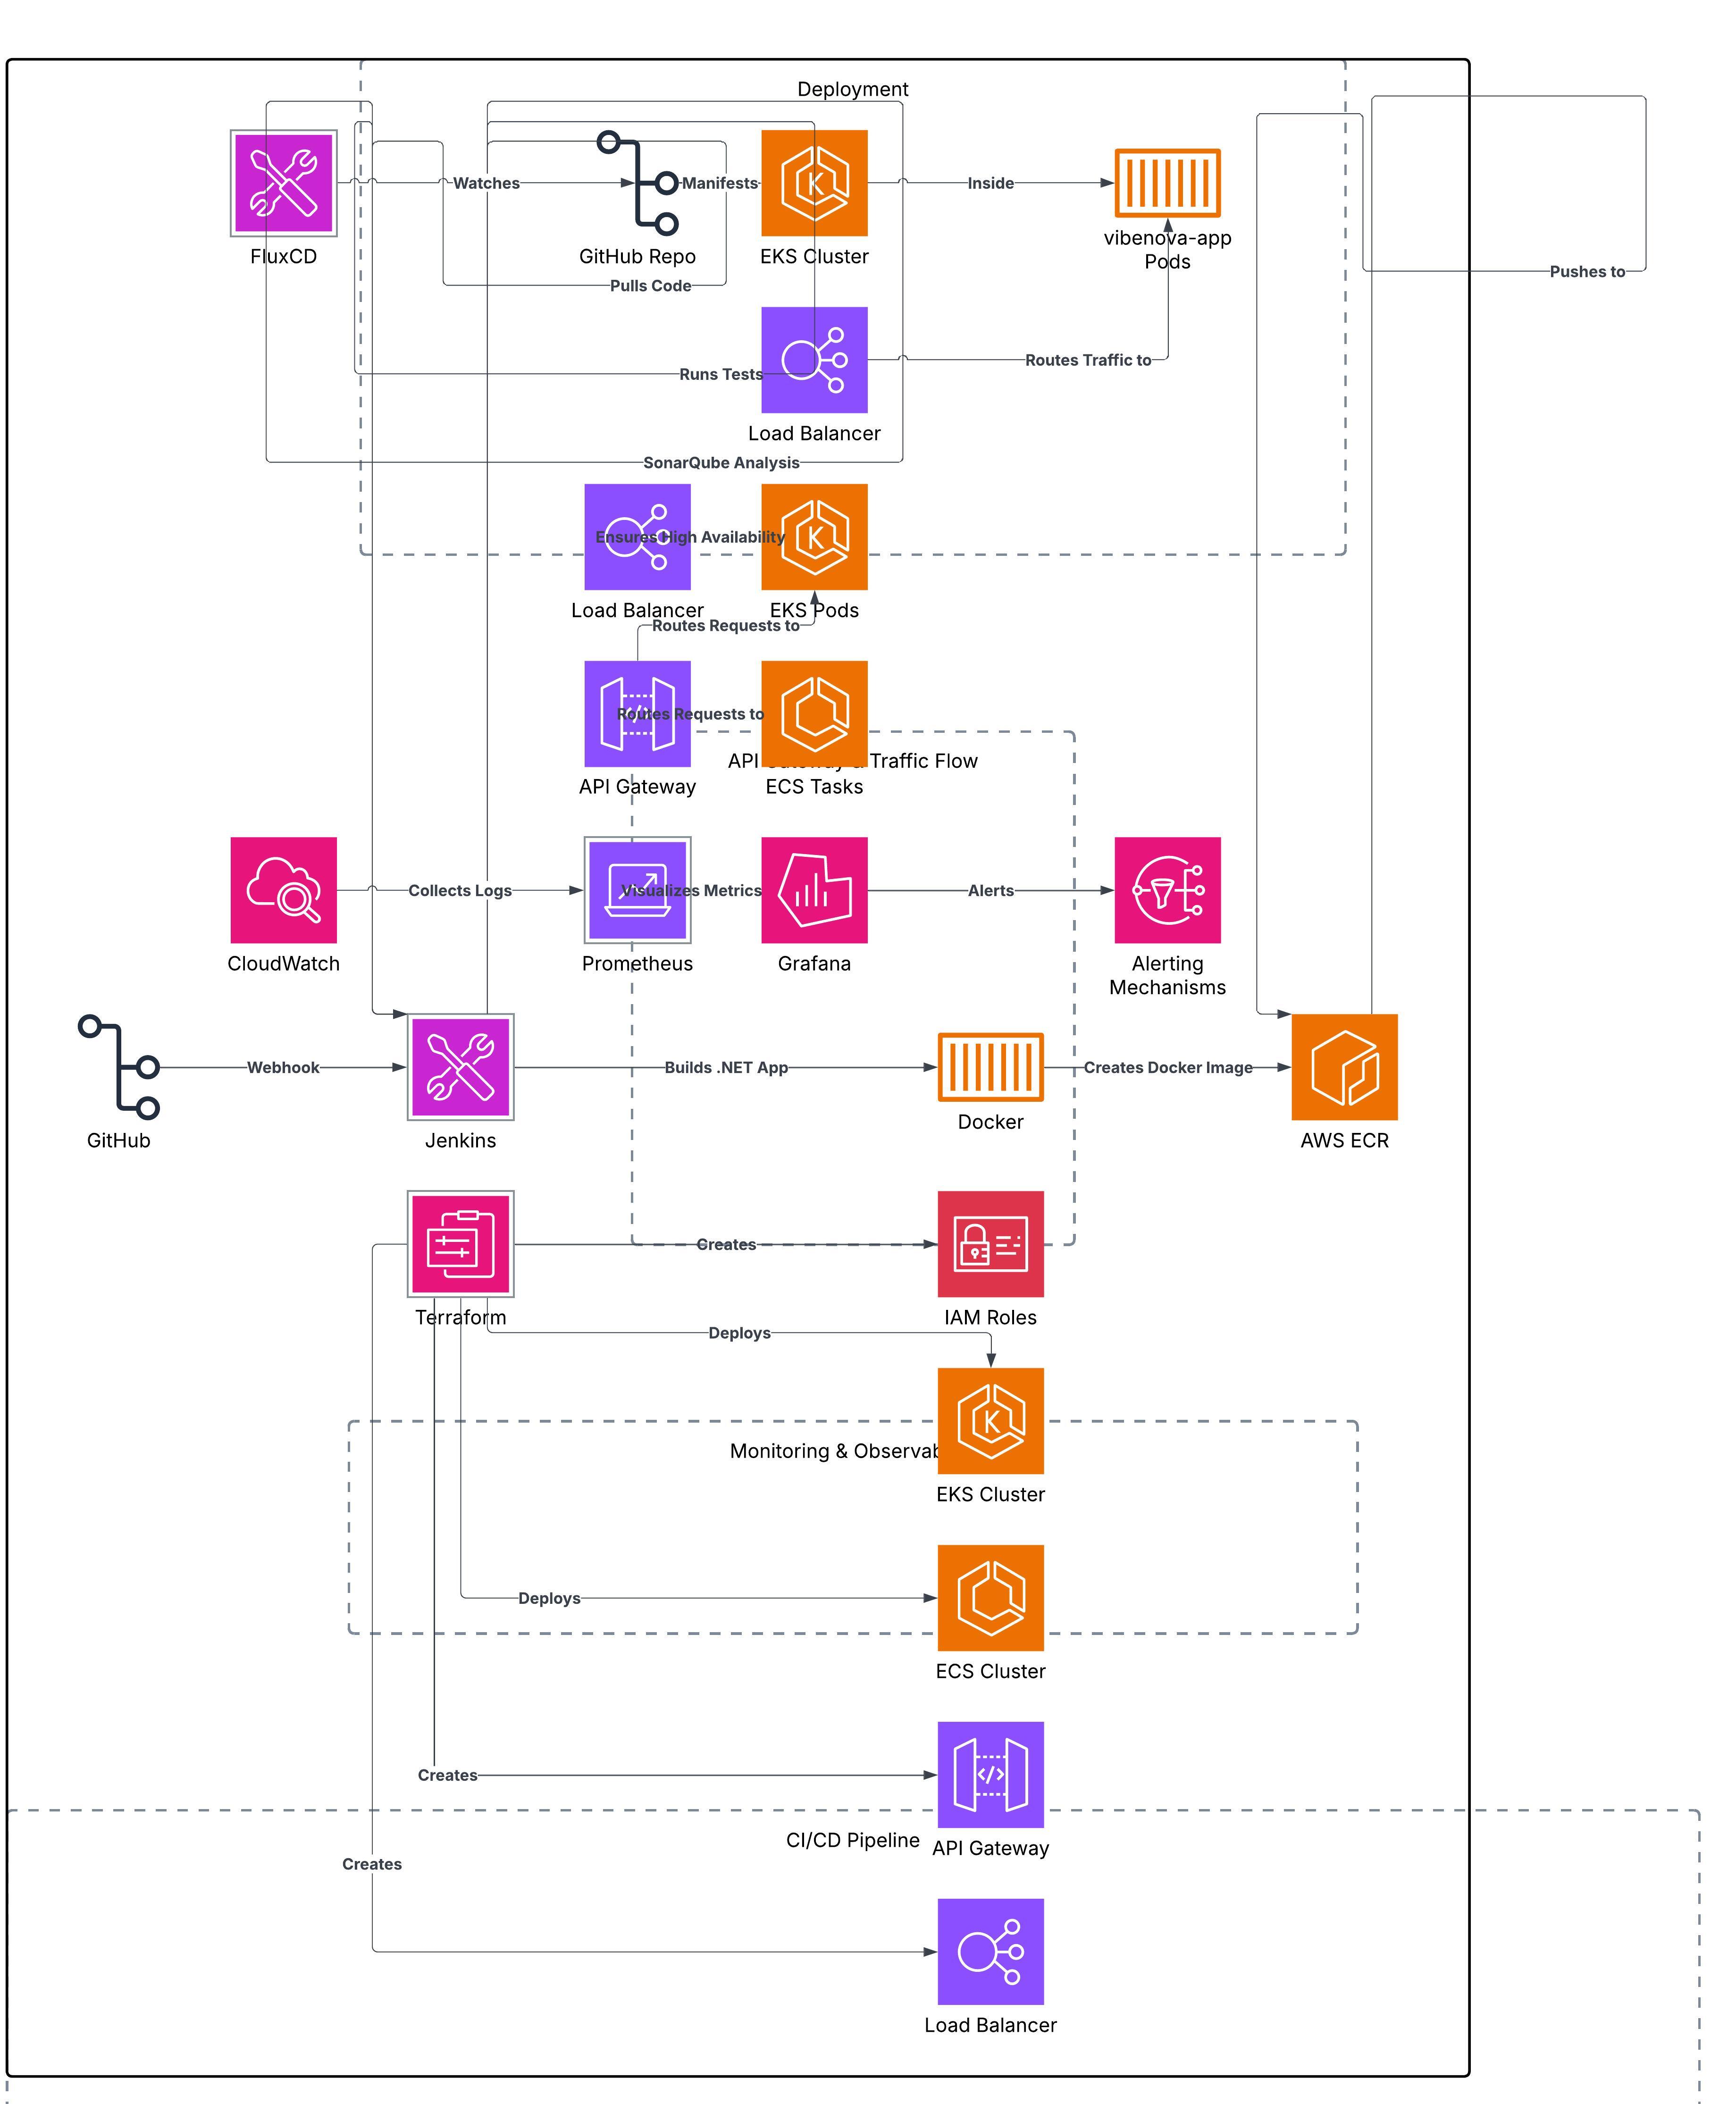 Deployment
Watches
Manifests
Inside
FluxCD
GitHub Repo
EKS Cluster
vibenova-app
Pods
Pushes to
Pulls Code
Routes Traffic to
Runs Tests
Load Balancer
SonarQube Analysis
Ensures High Availability
Load Balancer
EKS Pods
Routes Requests to
Routes Requests to
API Gateway & Traffic Flow
API Gateway
ECS Tasks
Collects Logs
Visualizes Metrics
Alerts
CloudWatch
Prometheus
Grafana
Alerting
Mechanisms
Webhook
Builds .NET App
Creates Docker Image
GitHub
Jenkins
Docker
AWS ECR
Creates
Terraform
IAM Roles
Deploys
K
Monitoring & Observab
EKS Cluster
Deploys
ECS Cluster
Creates
CI/CD Pipeline
API Gateway
Creates
Load Balancer